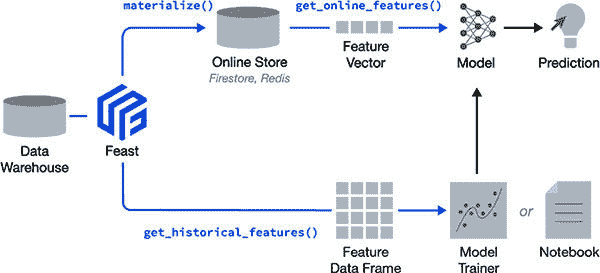 materialize()
get_online_features()
Online Store
Firestore, Redis
Feature
Vector
Model
Prediction
Data
Warehouse
Feast
get_historical_features()
Feature
Data Frame
Model
Trainer
or
Notebook